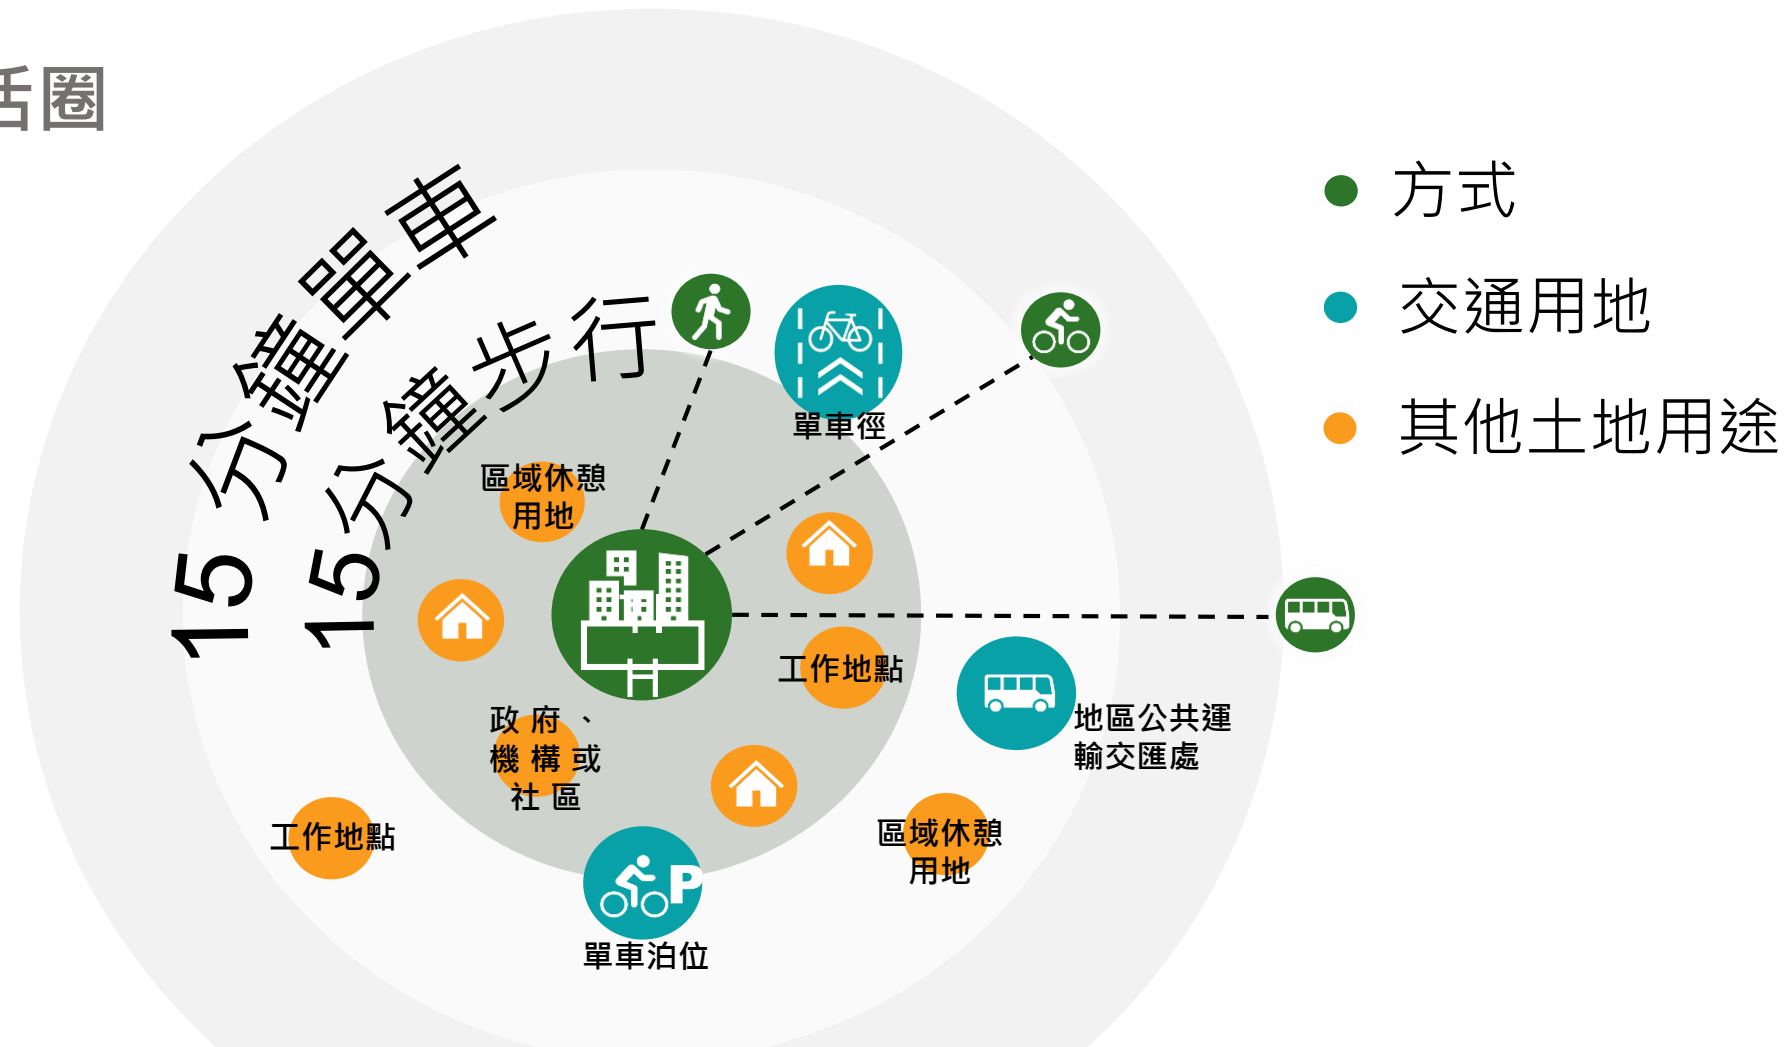 活圈
15 分鐘單車
15分鐘步行
方式
交通用地
其他土地用途
單車徑
區域休憩
用地
工作地點
政府、
機構或
社區
地區公共運
輸交匯處
工作地點
區域休憩
用地
P
單車泊位